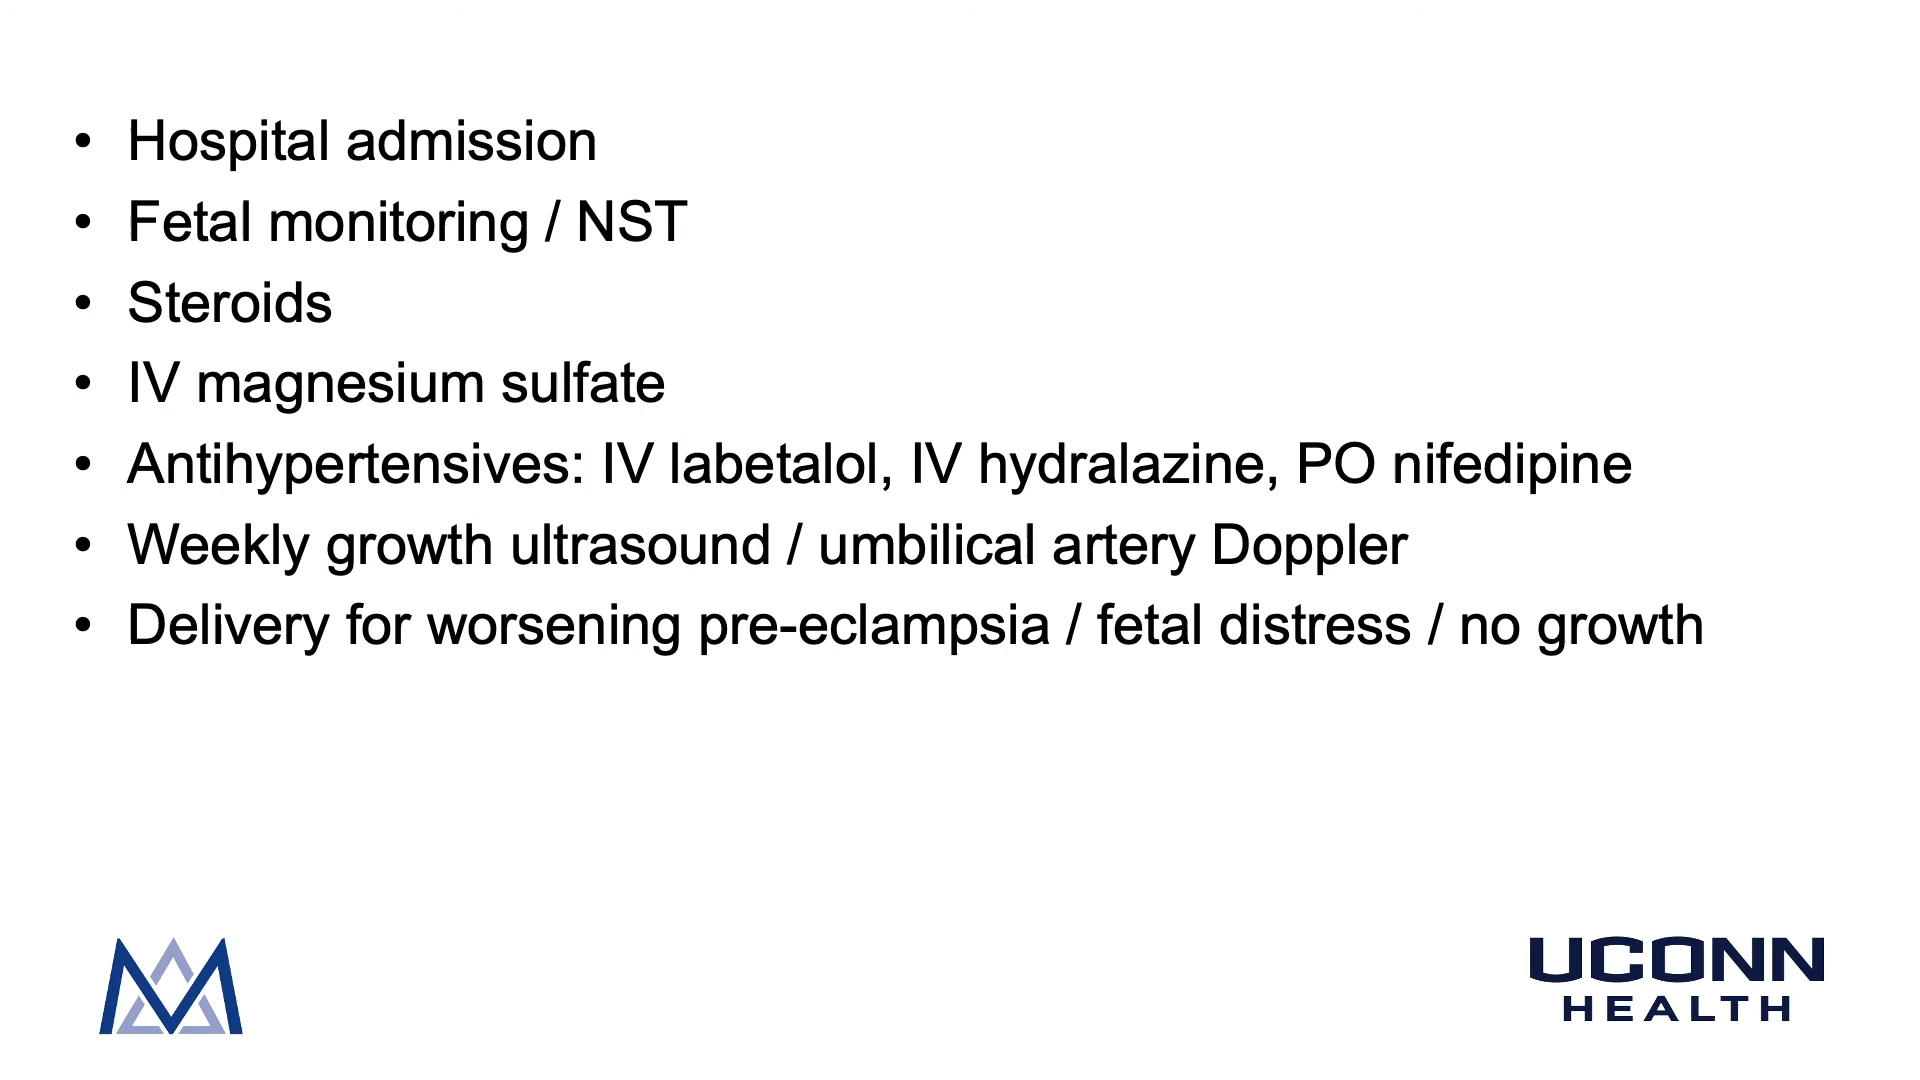 • Hospital admission
• Fetal monitoring / NST
• Steroids
• IV magnesium sulfate
• Antihypertensives: IV labetalol, IV hydralazine, PO nifedipine
• Weekly growth ultrasound / umbilical artery Doppler
• Delivery for worsening pre-eclampsia / fetal distress / no growth
UCONN
HEALTH